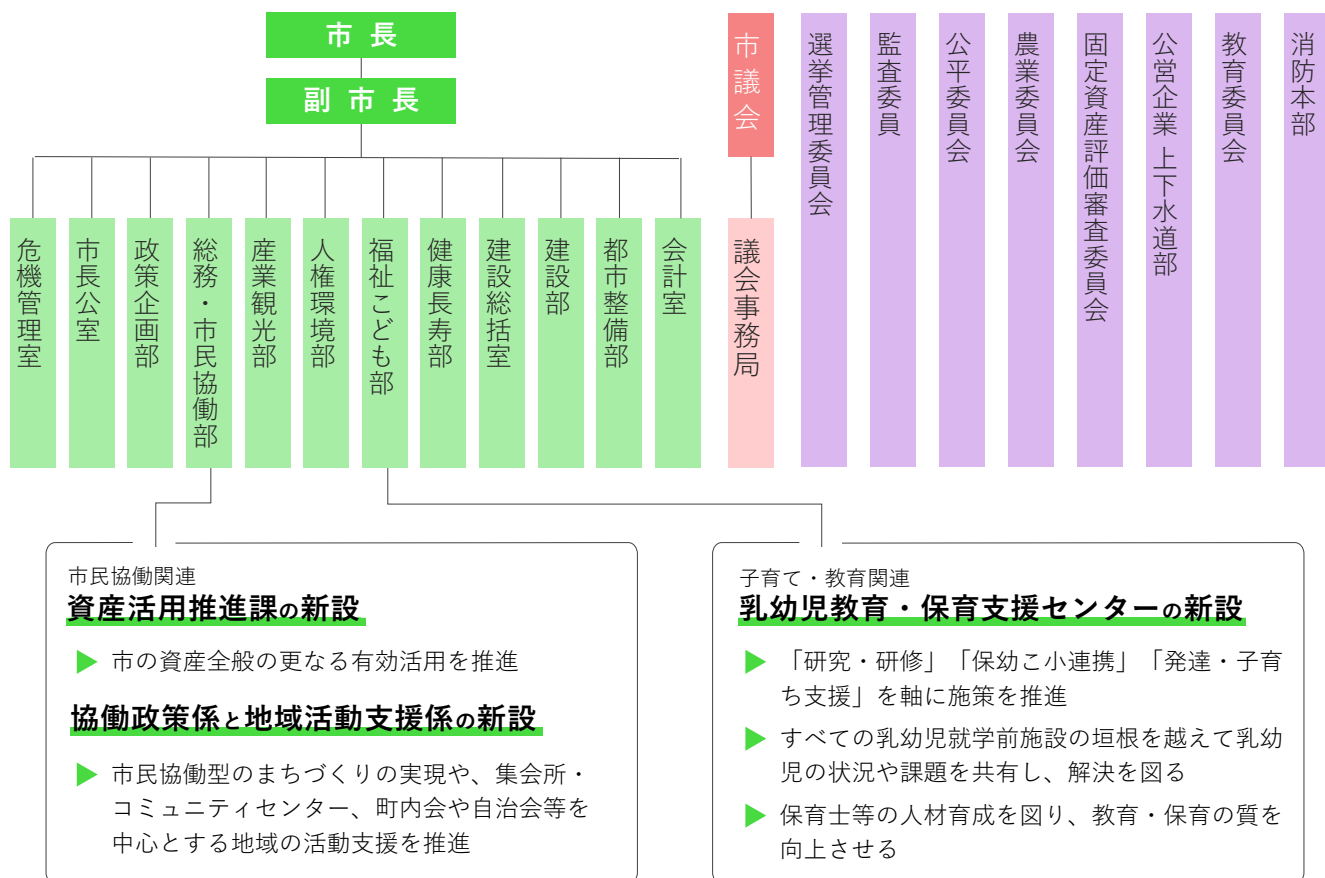 市長
副市長
危機管理室
市長公室
政策企画部
総務・市民協働部
産業観光部
人権環境部
福祉こども部
健康長寿部
建設総括室
建設部
都市整備部
会計室
市議会
議会事務局
選挙管理委員会
監査委員
公平委員会
農業委員会
固定資産評価審査委員会
公営企業 上下水道部
教育委員会
消防本部
市民協働関連
資産活用推進課の新設
▶ 市の資産全般の更なる有効活用を推進
協働政策係と地域活動支援係の新設
▶ 市民協働型のまちづくりの実現や、集会所・
コミュニティセンター、町内会や自治会等を
中心とする地域の活動支援を推進
子育て・教育関連
乳幼児教育・保育支援センターの新設
▶ 「研究・研修」「保幼こ小連携」「発達・子育
ち支援」を軸に施策を推進
▶ すべての乳幼児就学前施設の垣根を越えて乳幼
児の状況や課題を共有し、解決を図る
▶ 保育士等の人材育成を図り、教育・保育の質を
向上させる